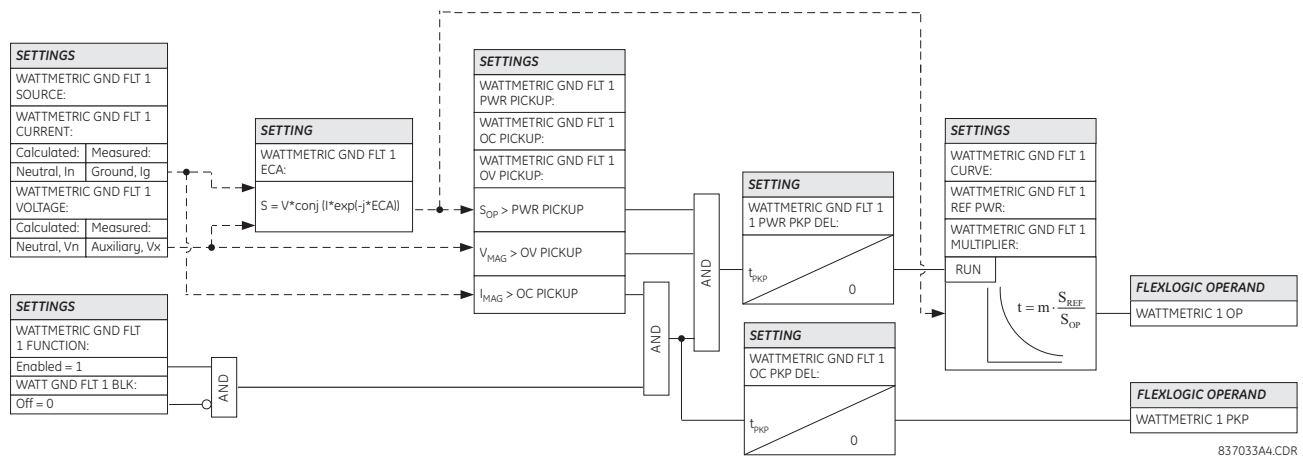 SETTINGS
WATTMETRIC GND FLT 1
SOURCE:
WATTMETRIC GND FLT 1
CURRENT:
Calculated: Measured:
Neutral, In Ground, Ig
WATTMETRIC GND FLT 1
VOLTAGE:
Calculated: Measured:
Neutral, Vn Auxiliary, Vx
SETTINGS
WATTMETRIC GND FLT
1 FUNCTION:
Enabled = 1
WATT GND FLT 1 BLK:
Off = 0
AND
SETTING
WATTMETRIC GND FLT 1
ECA:
S = V*conj (I*exp(-j*ECA))
SETTINGS
WATTMETRIC GND FLT 1
PWR PICKUP:
WATTMETRIC GND FLT 1
OC PICKUP:
WATTMETRIC GND FLT 1
OV PICKUP:
SOP > PWR PICKUP
VMAG > OV PICKUP
IMAG > OC PICKUP
AND
AND
SETTING
WATTMETRIC GND FLT 1
1 PWR PKP DEL:
tPKP
0
SETTING
WATTMETRIC GND FLT 1
OC PKP DEL:
tPKP
0
SETTINGS
WATTMETRIC GND FLT 1
CURVE:
WATTMETRIC GND FLT 1
REF PWR:
WATTMETRIC GND FLT 1
MULTIPLIER:
RUN
t = m · SREF
SOP
FLEXLOGIC OPERAND
WATTMETRIC 1 OP
FLEXLOGIC OPERAND
WATTMETRIC 1 PKP
837033A4.CDR